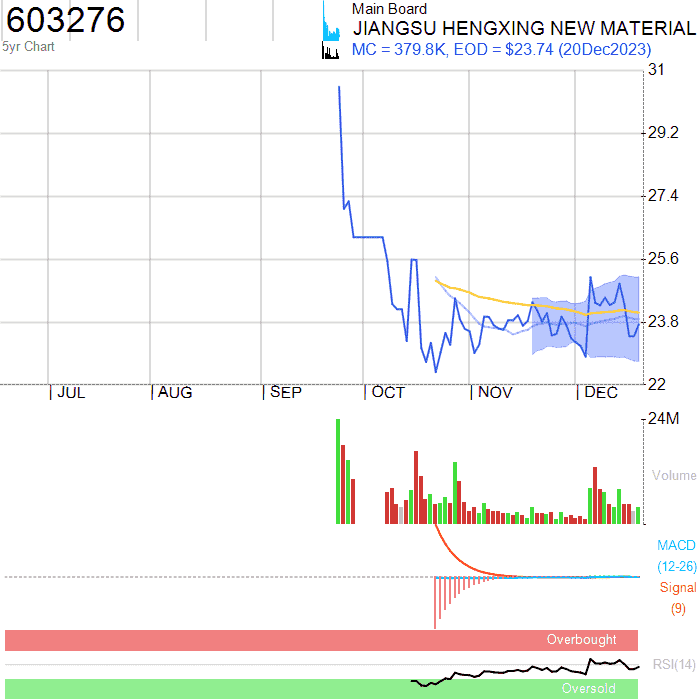 603276
5yr Chart
Main Board
JIANGSU HENGXING NEW MATERIAL
MC = 379.8K, EOD = $23.74 (20Dec2023)
31
29.2
27.4
25.6
23.8
22
JUL
AUG
SEP
OCT
NOV
DEC
24M
Volume
MACD
(12-26)
Signal
(9)
Overbought
RSI(14)
Oversold